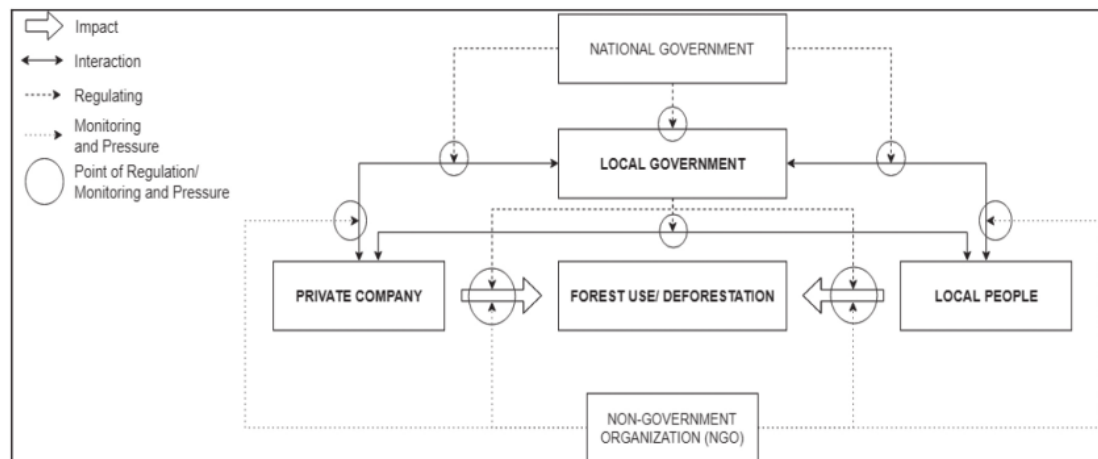 Impact
Interaction
Regulating
Monitoring
and Pressure
Point of Regulation/
Monitoring and Pressure
NATIONAL GOVERNMENT
LOCAL GOVERNMENT
PRIVATE COMPANY
FOREST USE/ DEFORESTATION
LOCAL PEOPLE
NON-GOVERNMENT
ORGANIZATION (NGO)